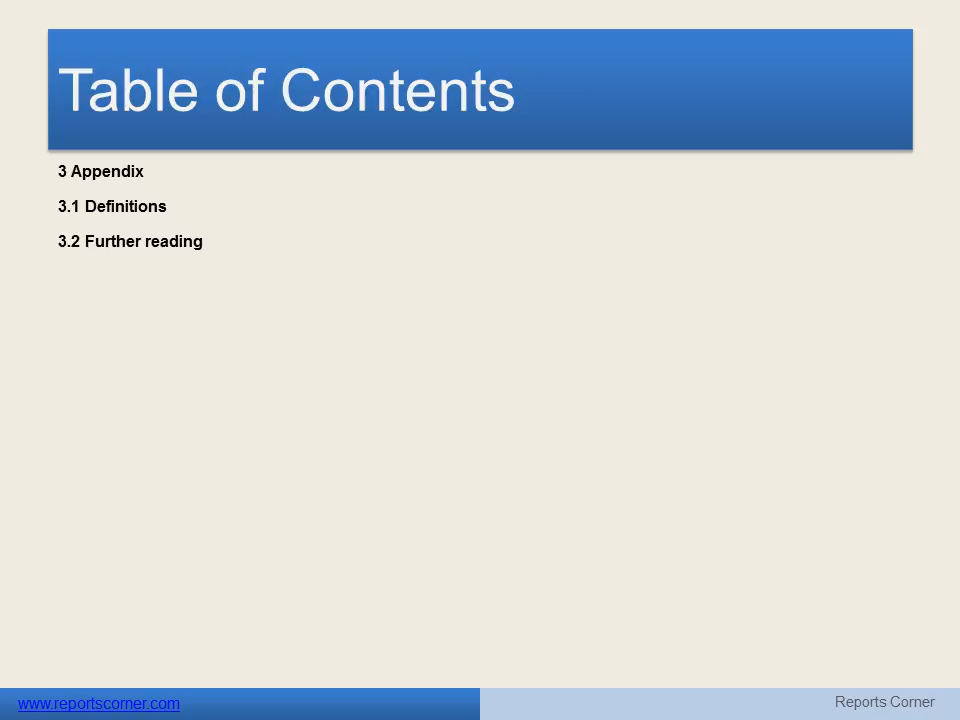 Table of Contents
3 Appendix
3.1 Definitions
3.2 Further reading
www.reportscorner.com
Reports Corner